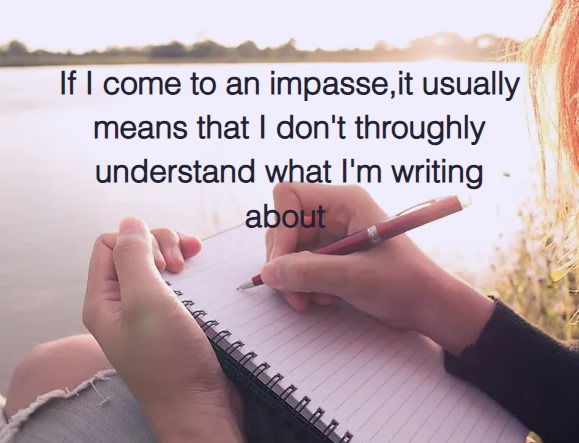 If I come to an impasse,it usually
means that I don't throughly
understand what I'm writing
about